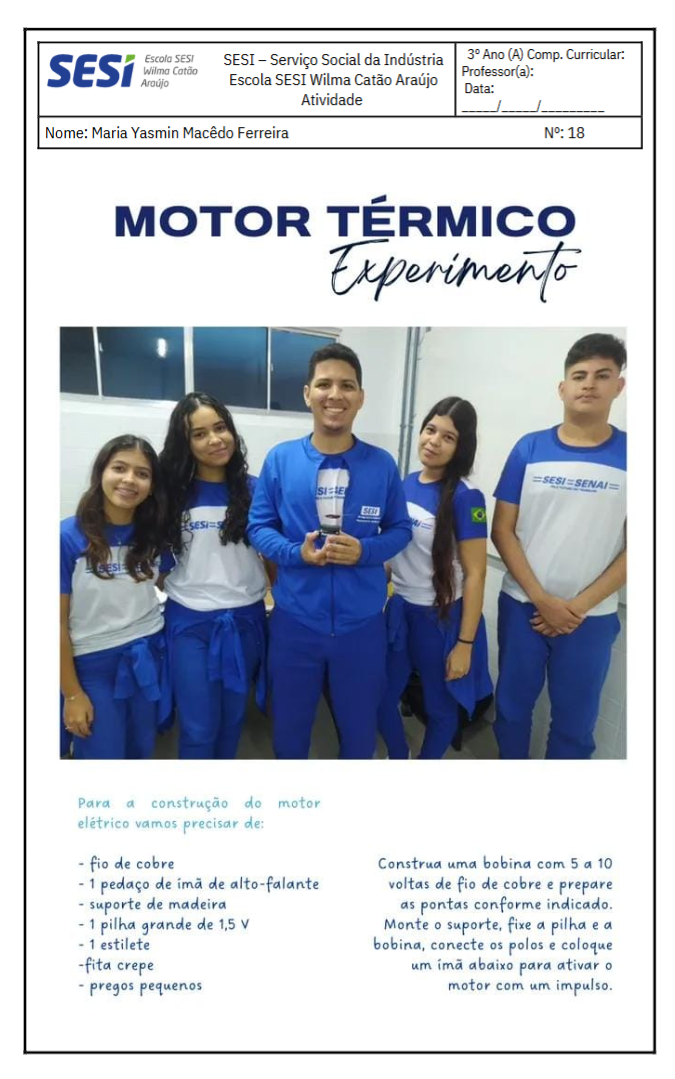 SESI
Escola SESI
Wilma Catão
Araújo
SESI – Serviço Social da Indústria
Escola SESI Wilma Catão Araújo
Atividade
3º Ano (A) Comp. Curricular:
Professor(a):
Data:
_____/_____/_________
Nome: Maria Yasmin Macêdo Ferreira
Nº: 18
MOTOR TÉRMICO
Experimento
SESI
SESI
SESI
SESI
SESI SENAI
Para a construção do motor
elétrico vamos precisar de:
- fio de cobre
- 1 pedaço de ímã de alto-falante
- suporte de madeira
- 1 pilha grande de 1,5 V
- 1 estilete
-fita crepe
- pregos pequenos
Construa uma bobina com 5 a 10
voltas de fio de cobre e prepare
as pontas conforme indicado.
Monte o suporte, fixe a pilha e a
bobina, conecte os polos e coloque
um ímã abaixo para ativar o
motor com um impulso.